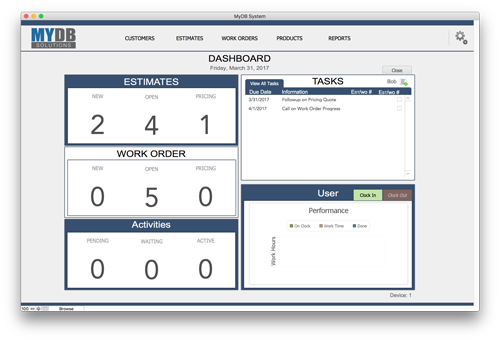 MyDB System
MYDB
SOLUTIONS
CUSTOMERS ESTIMATES WORK ORDERS PRODUCTS REPORTS
DASHBOARD
Friday, March 31, 2017
Close
ESTIMATES
NEW OPEN PRICING
2 4 1
WORK ORDER
NEW OPEN PRICING
0 5 0
Activities
PENDING WAITING ACTIVE
0 0 0
View All Tasks TASKS Bob
Due Date Information Est/wo # Est/wo #
3/31/2017 Followup on Pricing Quote
4/1/2017 Call on Work Order Progress
User Clock In Clock Out
Performance
On Clock Work Time Done
Work Hours
Device: 1
100 Browse